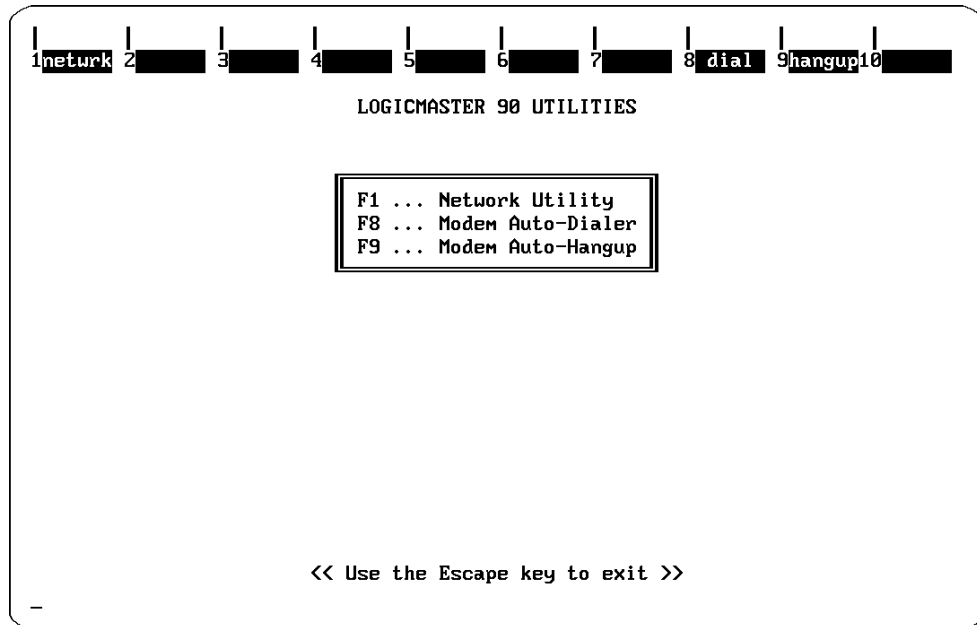 1netwrk 2 3 4 5 6 7 8 dial 9hangup10
LOGICMASTER 90 UTILITIES
F1 ... Network Utility
F8 ... Modem Auto-Dialer
F9 ... Modem Auto-Hangup
<< Use the Escape key to exit >>
_